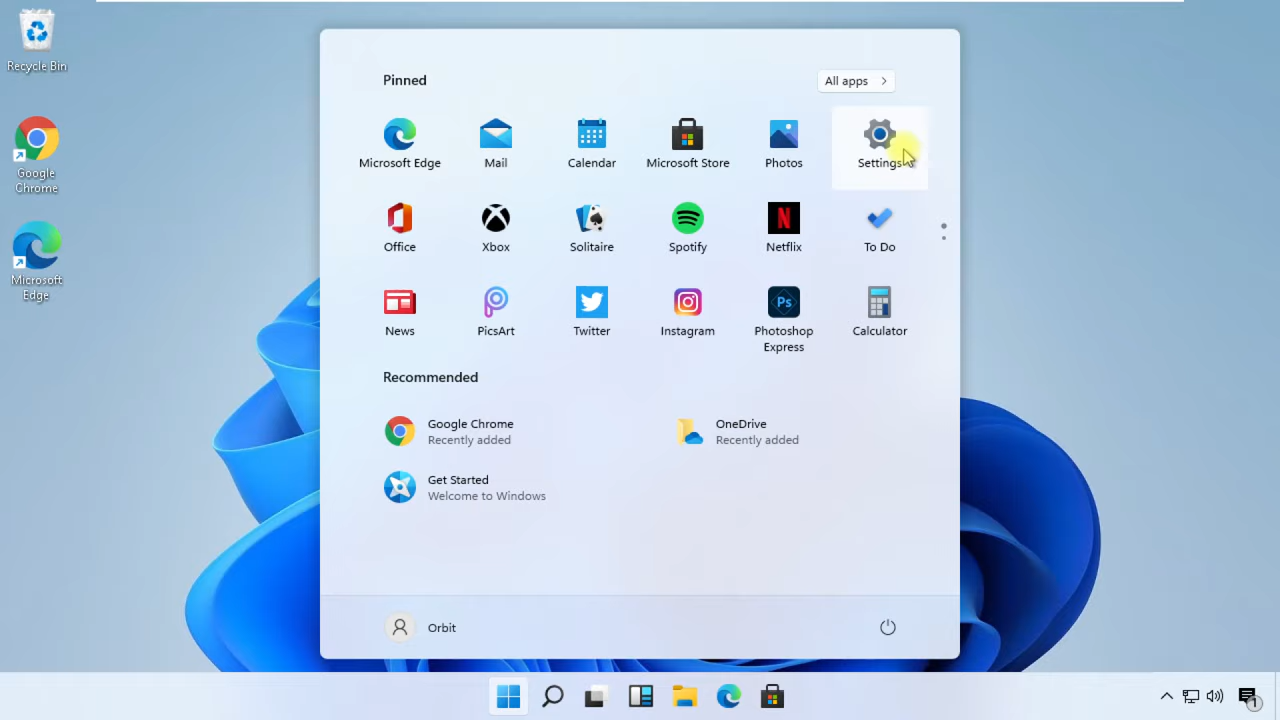 Recycle Bin
Google
Chrome
Microsoft
Edge
Pinned
All apps
Microsoft Edge
Mail
Calendar
Microsoft Store
Photos
Settings
Office
Xbox
Solitaire
Spotify
Netflix
To Do
News
PicsArt
Twitter
Instagram
Photoshop
Express
Calculator
N
Ps
Recommended
Google Chrome
Recently added
OneDrive
Recently added
Get Started
Welcome to Windows
Orbit
1